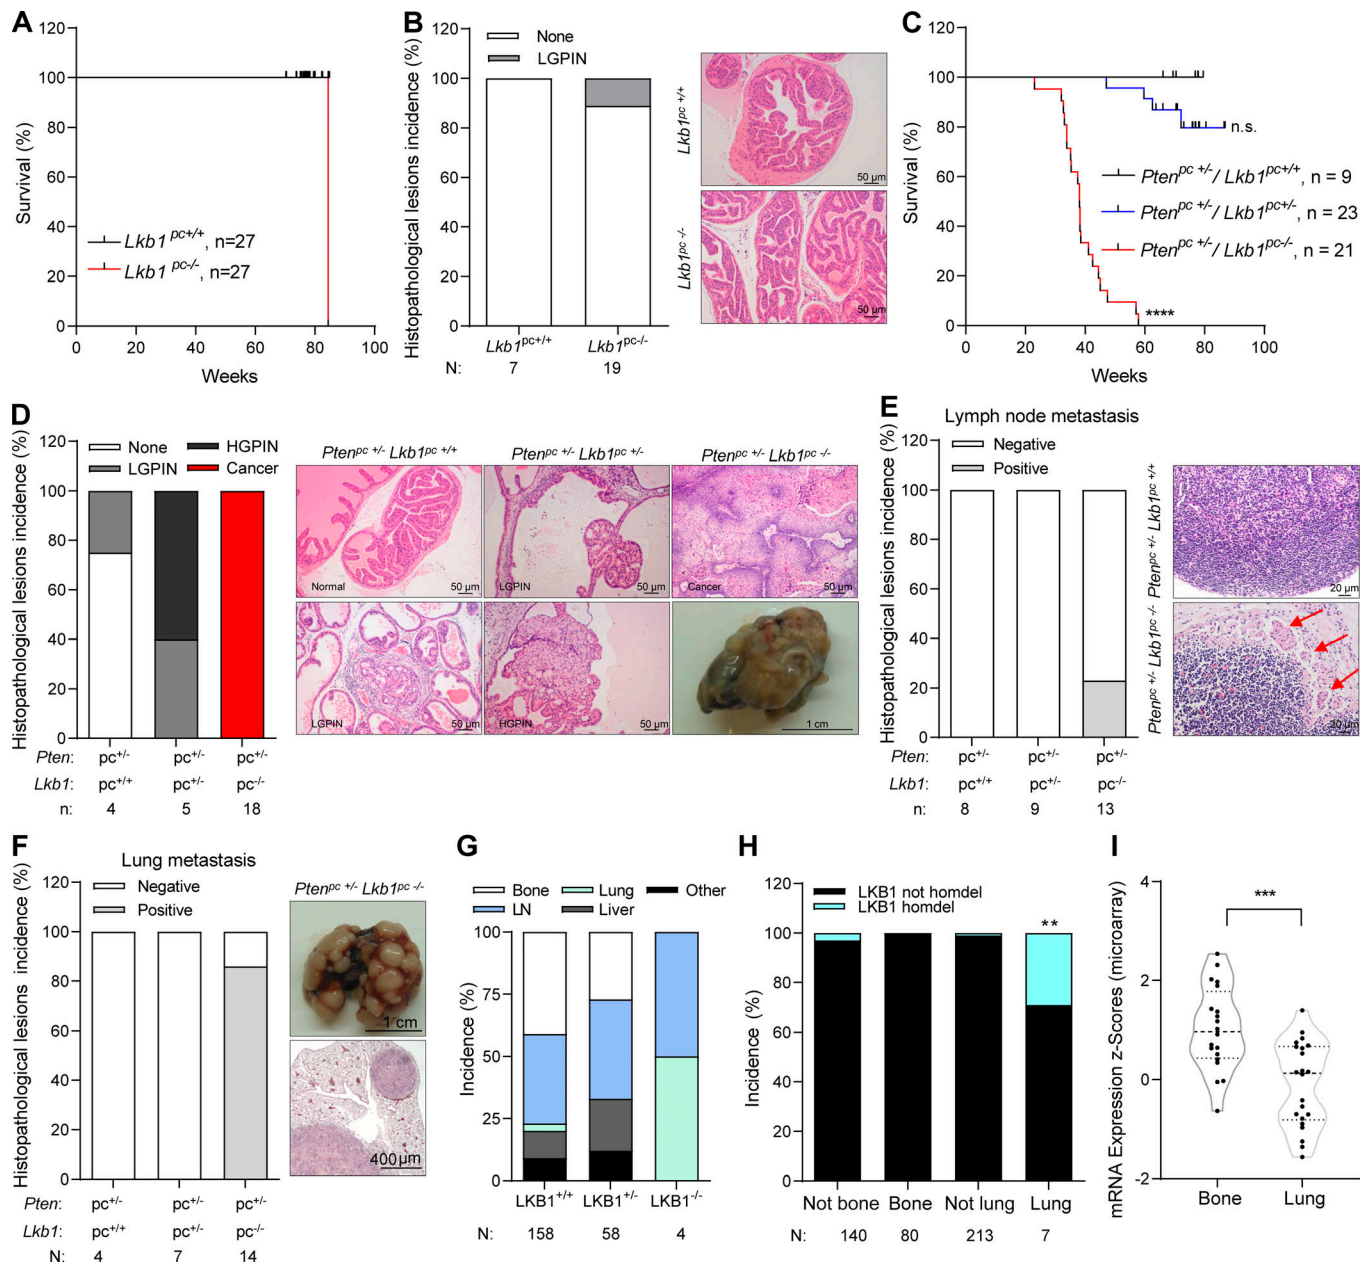 A
Survival (%)
120
100
80
60
40
20
0
0 20 40 60 80 100
Weeks
Lkb1 pc+/+, n=27
Lkb1 pc-/-, n=27
B
Histopathological lesions incidence (%)
None
LGPIN
120
100
80
60
40
20
0
Lkb1pc+/+ Lkb1pc-/-
N: 7 19
Lkb1pc +/+
50 µm
Lkb1pc -/-
50 µm
C
Survival (%)
120
100
80
60
40
20
0
0 20 40 60 80 100
Weeks
n.s.
Ptenpc +/-/ Lkb1pc+/+, n = 9
Ptenpc +/-/ Lkb1pc+/-, n = 23
Ptenpc +/-/ Lkb1pc-/-, n = 21
****
D
Histopathological lesions incidence (%)
None HGPIN
LGPIN Cancer
120
100
80
60
40
20
0
Pten: pc+/- pc+/- pc+/-
Lkb1: pc+/+ pc+/- pc-/-
n: 4 5 18
Ptenpc +/- Lkb1pc +/+
Ptenpc +/- Lkb1pc +/-
Ptenpc +/- Lkb1pc -/-
Normal 50 µm
LGPIN 50 µm
Cancer 50 µm
LGPIN 50 µm
HGPIN 50 µm
1 cm
E
Lymph node metastasis
Histopathological lesions incidence (%)
Negative
Positive
120
100
80
60
40
20
0
Pten: pc+/- pc+/- pc+/-
Lkb1: pc+/+ pc+/- pc-/-
n: 8 9 13
Ptenpc +/- Lkb1pc +/+
20 µm
Ptenpc +/- Lkb1pc -/-
20 µm
F
Lung metastasis
Histopathological lesions incidence (%)
Negative
Positive
120
100
80
60
40
20
0
Pten: pc+/- pc+/- pc+/-
Lkb1: pc+/+ pc+/- pc-/-
N: 4 7 14
Ptenpc +/- Lkb1pc -/-
1 cm
400µm
G
Bone Lung Other
LN Liver
Incidence (%)
100
75
50
25
0
LKB1+/+ LKB1+/- LKB1-/-
N: 158 58 4
H
LKB1 not homdel
LKB1 homdel
Incidence (%)
120
100
80
60
40
20
0
**
Not bone Bone Not lung Lung
N: 140 80 213 7
I
mRNA Expression z-Scores (microarray)
4
2
0
-2
***
Bone Lung